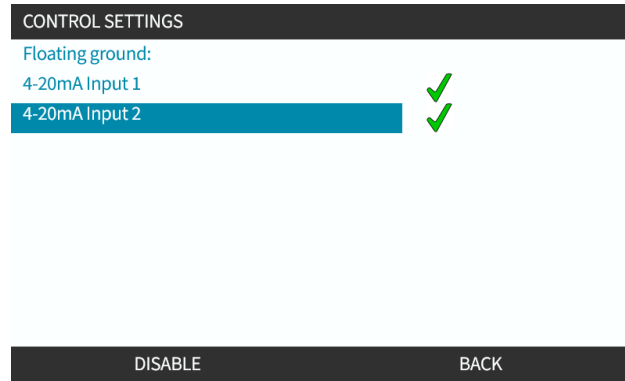 CONTROL SETTINGS
Floating ground:
4-20mA Input 1
4-20mA Input 2
DISABLE BACK